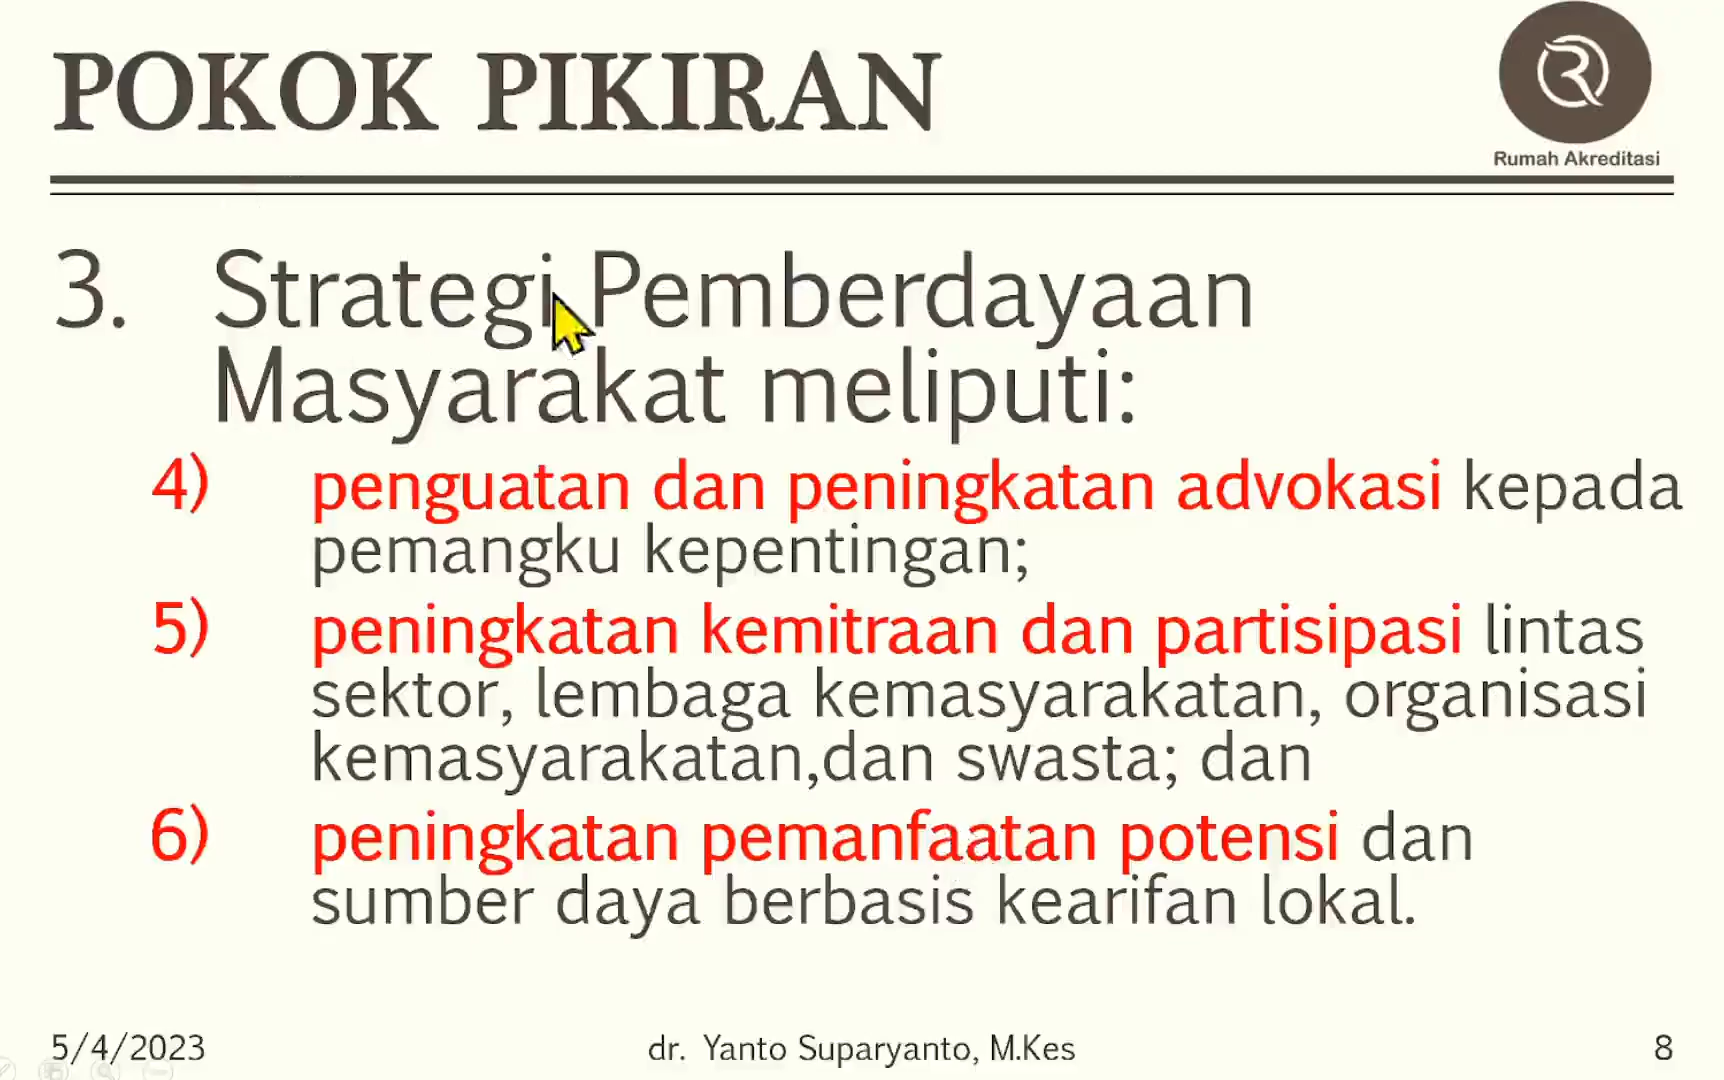 POKOK PIKIRAN
Rumah Akreditasi
3. Strategi Pemberdayaan
Masyarakat meliputi:
4) penguatan dan peningkatan advokasi kepada
pemangku kepentingan;
5) peningkatan kemitraan dan partisipasi lintas
sektor, lembaga kemasyarakatan, organisasi
kemasyarakatan,dan swasta; dan
6) peningkatan pemanfaatan potensi dan
sumber daya berbasis kearifan lokal.
5/4/2023 dr. Yanto Suparyanto, M.Kes 8